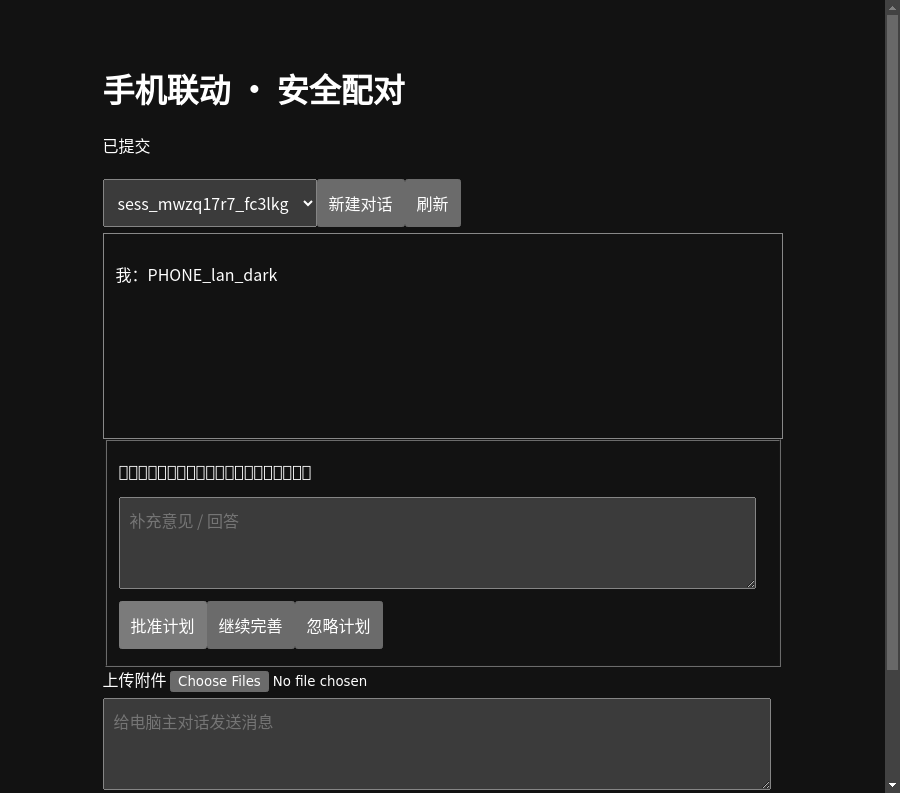 手机联动 · 安全配对
已提交
sess_mwzq17r7_fc3lkg 新建对话 刷新
我：PHONE_lan_dark
补充意见 / 回答
批准计划 继续完善 忽略计划
上传附件 Choose Files No file chosen
给电脑主对话发送消息